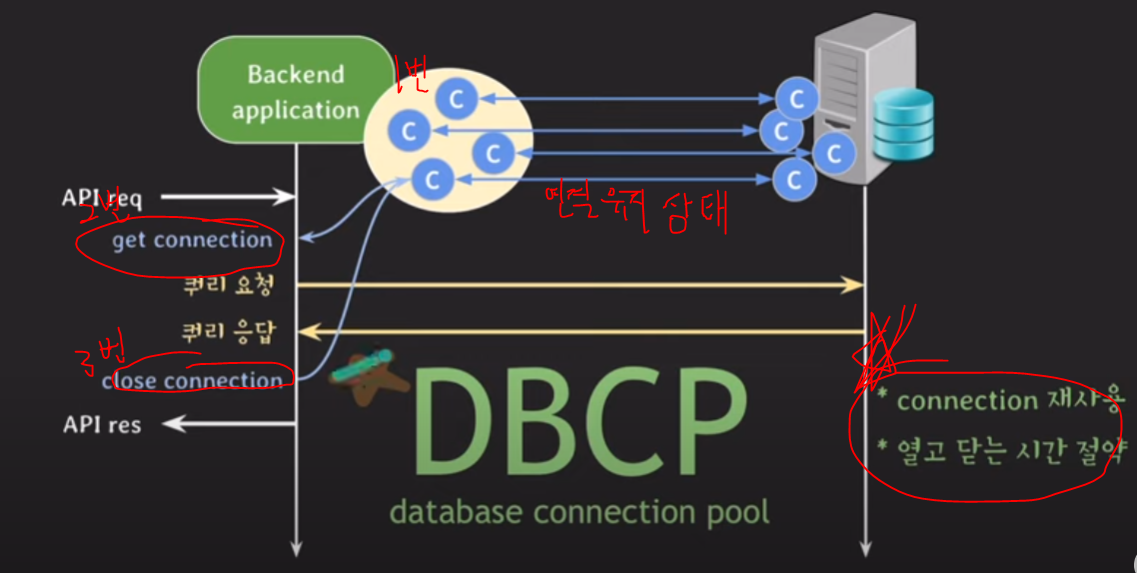 Backend
application
1번
C
C
C
C
C
C
C
C
연결 유지 상태
API req
2번
get connection
쿼리 요청
쿼리 응답
3번
close connection
API res
DBCP
database connection pool
* connection 재사용
* 열고 닫는 시간 절약